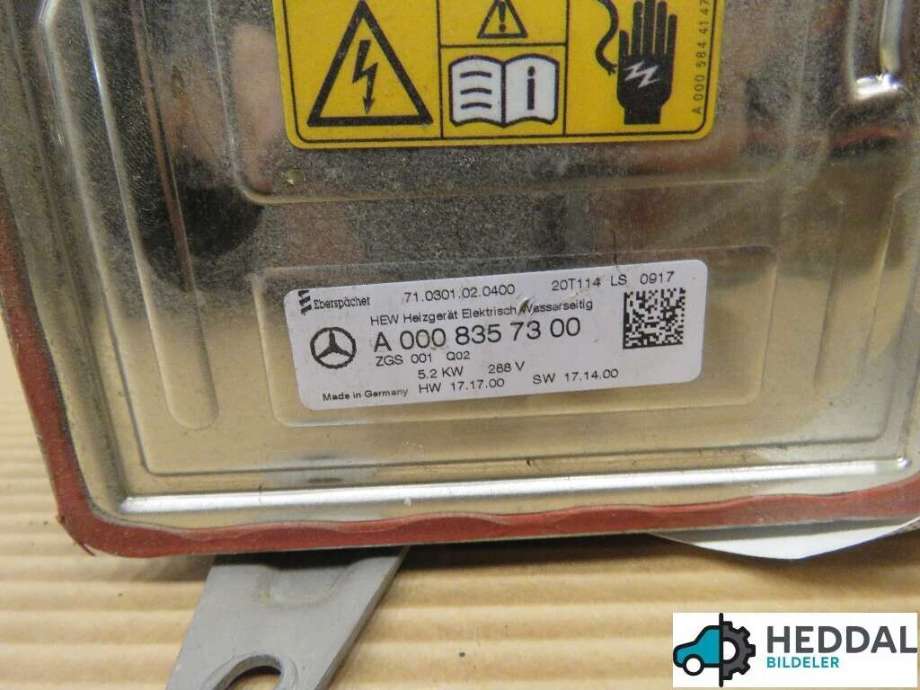 A 000 584 41 47
Eberspächer 71.0301.02.0400 20T114 LS 0917
HEW Heizgerät Elektrisch Wasserseitig
A 000 835 73 00
ZGS 001 Q02
5.2 KW 288 V
Made in Germany HW 17.17.00 SW 17.14.00
HEDDAL
BILDELER